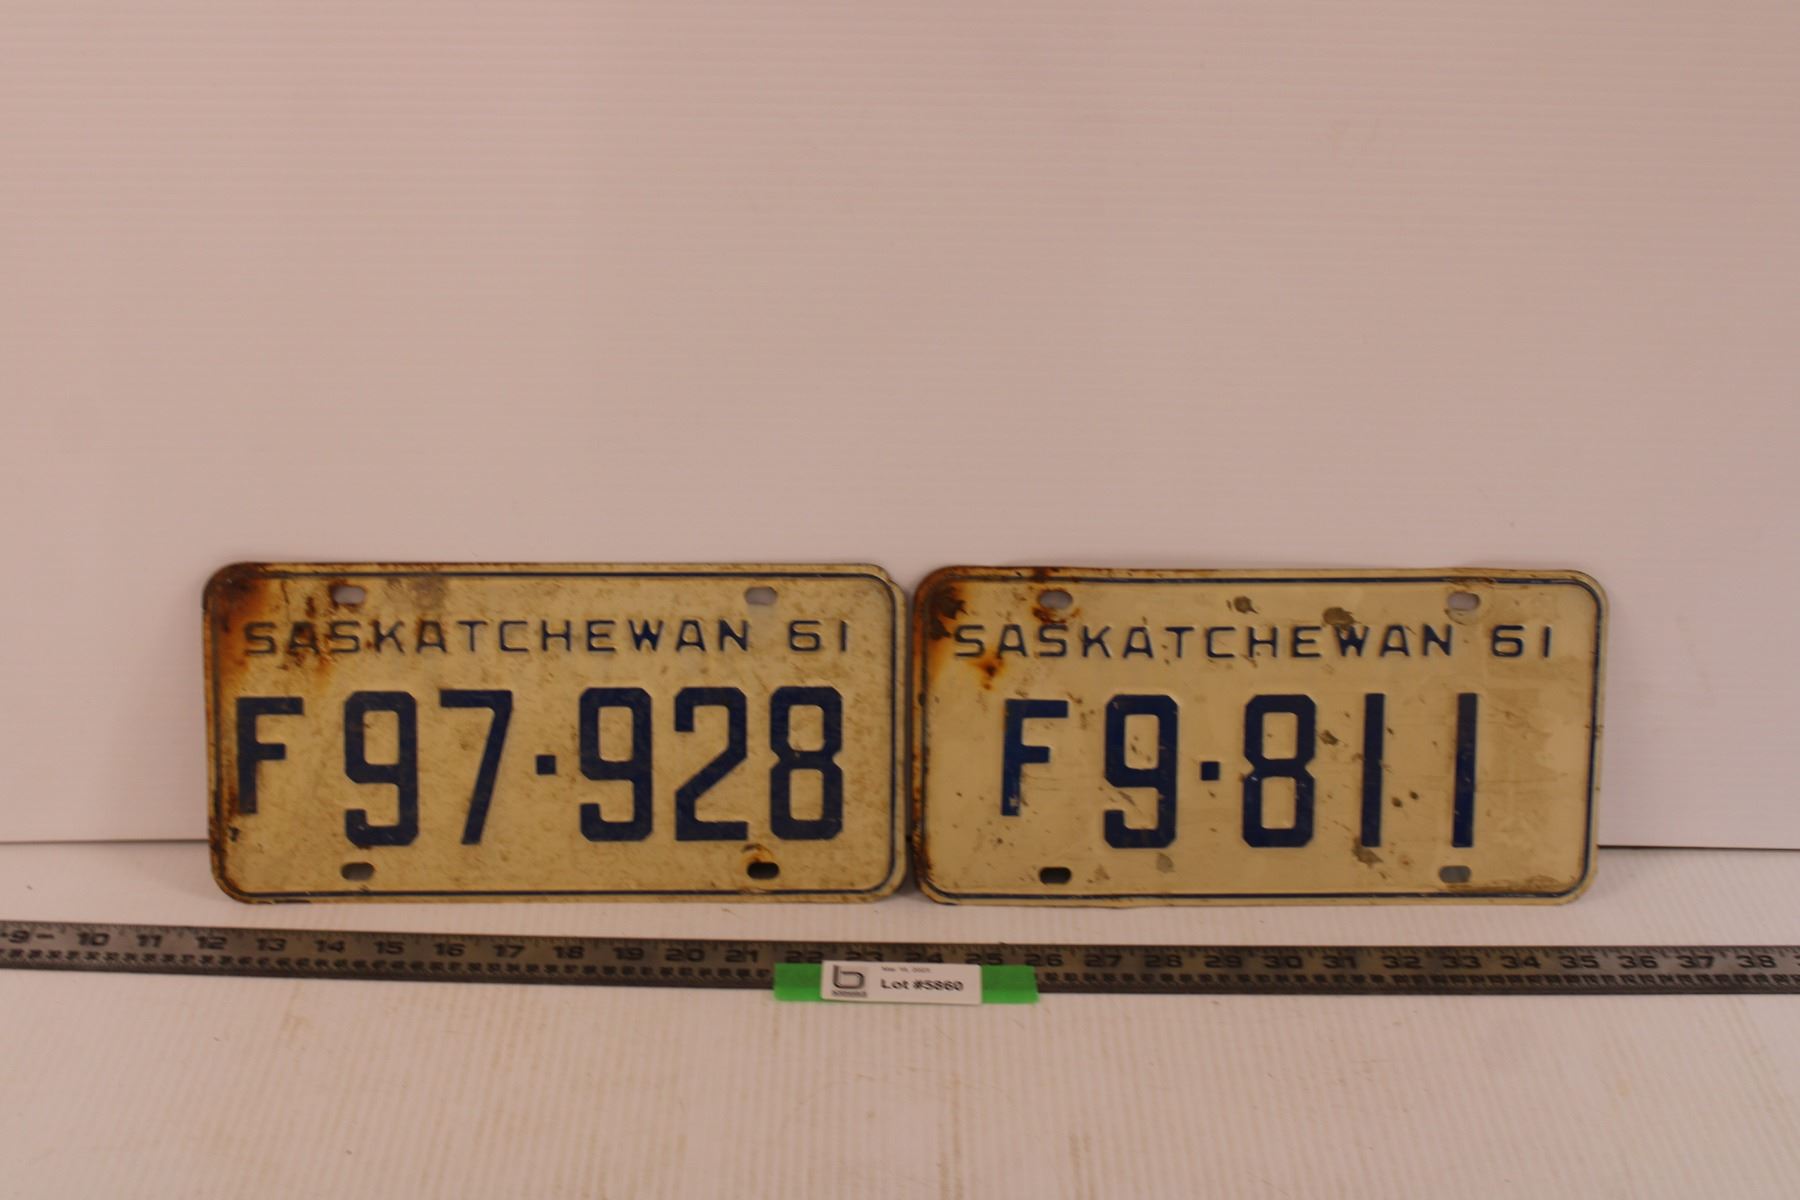 SASKATCHEWAN 61
F97·928
SASKATCHEWAN 61
F9·811
9 10 11 12 13 14 15 16 17 18 19 20 21 22 23 24 25 26 27 28 29 30 31 32 33 34 35 36 37 38
b
Lot #5860